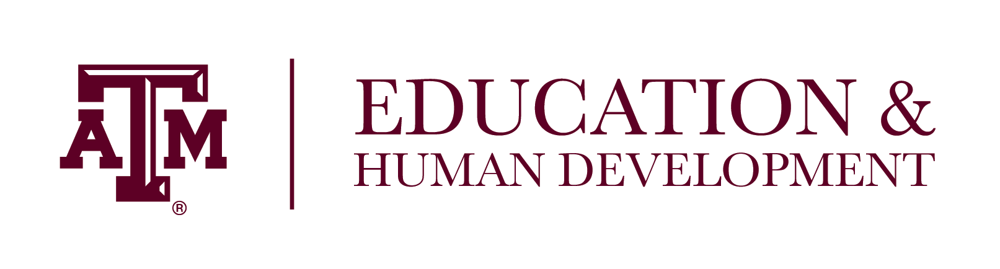 ATM®
EDUCATION &
HUMAN DEVELOPMENT